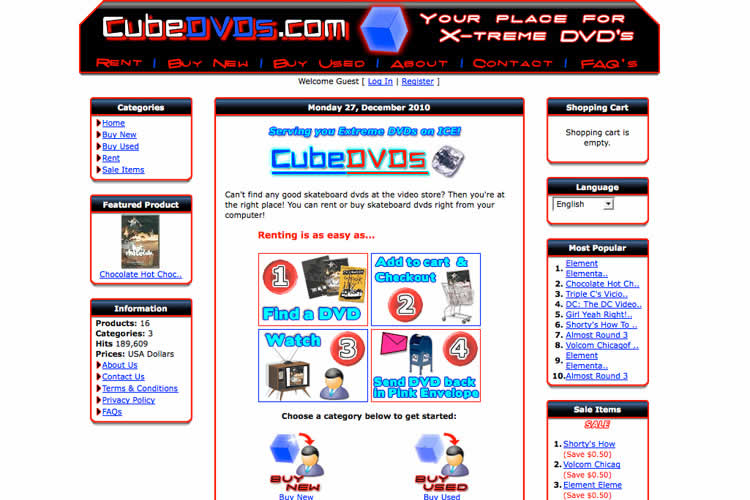 CubeDVDs.com
Your place for
X-treme DVD's
Rent | Buy New | Buy Used | About | Contact | FAQ's
Welcome Guest [ Log In | Register ]
Categories
Home
Buy New
Buy Used
Rent
Sale Items
Featured Product
Chocolate Hot Choc..
Information
Products: 16
Categories: 3
Hits 189,609
Prices: USA Dollars
About Us
Contact Us
Terms & Conditions
Privacy Policy
FAQs
Monday 27, December 2010
Serving you Extreme DVDs on ICE!
CubeDVDs
Can't find any good skateboard dvds at the video store? Then you're at
the right place! You can rent or buy skateboard dvds right from your
computer!
Renting is as easy as...
1
Find a DVD
Add to cart &
Checkout
2
Watch
3
4
Send DVD back
in Pink Envelope
Choose a category below to get started:
BUY
NEW
Buy New
BUY
USED
Buy Used
Shopping Cart
Shopping cart is
empty.
Language
English
Most Popular
1. Element
Elementa..
2. Chocolate Hot Ch..
3. Triple C's Vicio..
4. DC: The DC Video..
5. Girl Yeah Right!..
6. Shorty's How To ..
7. Almost Round 3
8. Volcom Chicagof ..
9. Element
Elementa..
10. Almost Round 3
Sale Items
SALE
1. Shorty's How
(Save $0.50)
2. Volcom Chicag
(Save $0.50)
3. Element Eleme
(Save $0.50)